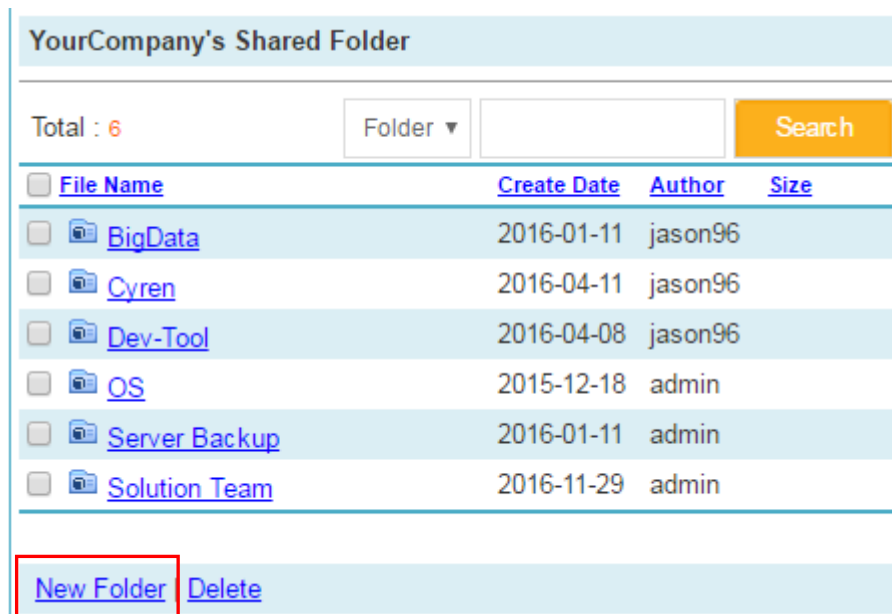 YourCompany's Shared Folder
Total : 6 Folder ▼ Search
File Name Create Date Author Size
BigData 2016-01-11 jason96
Cyren 2016-04-11 jason96
Dev-Tool 2016-04-08 jason96
OS 2015-12-18 admin
Server Backup 2016-01-11 admin
Solution Team 2016-11-29 admin
New Folder | Delete